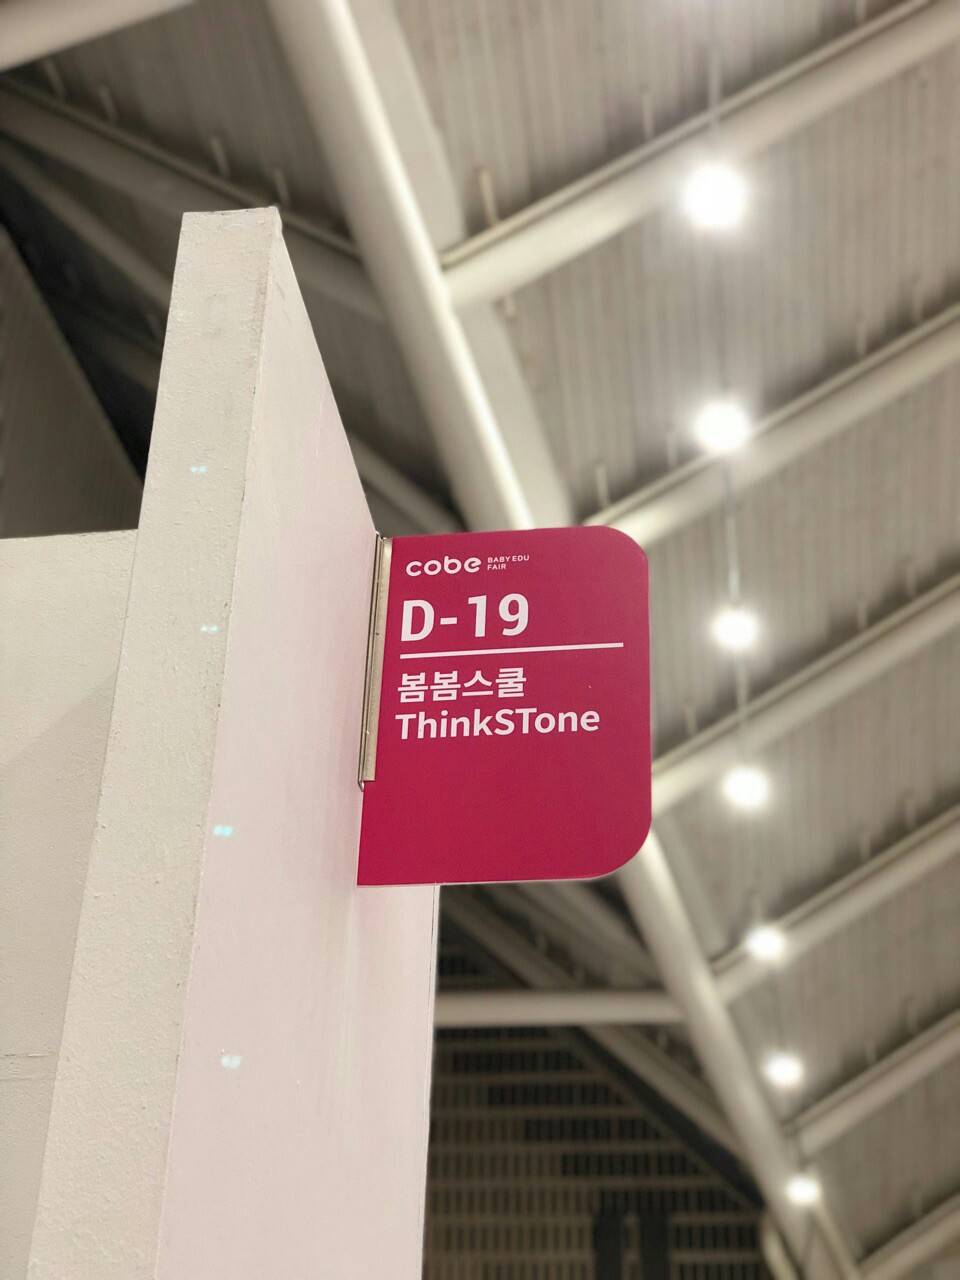 cobe BABY EDU
FAIR
D-19
봄봄스쿨
ThinkSTone